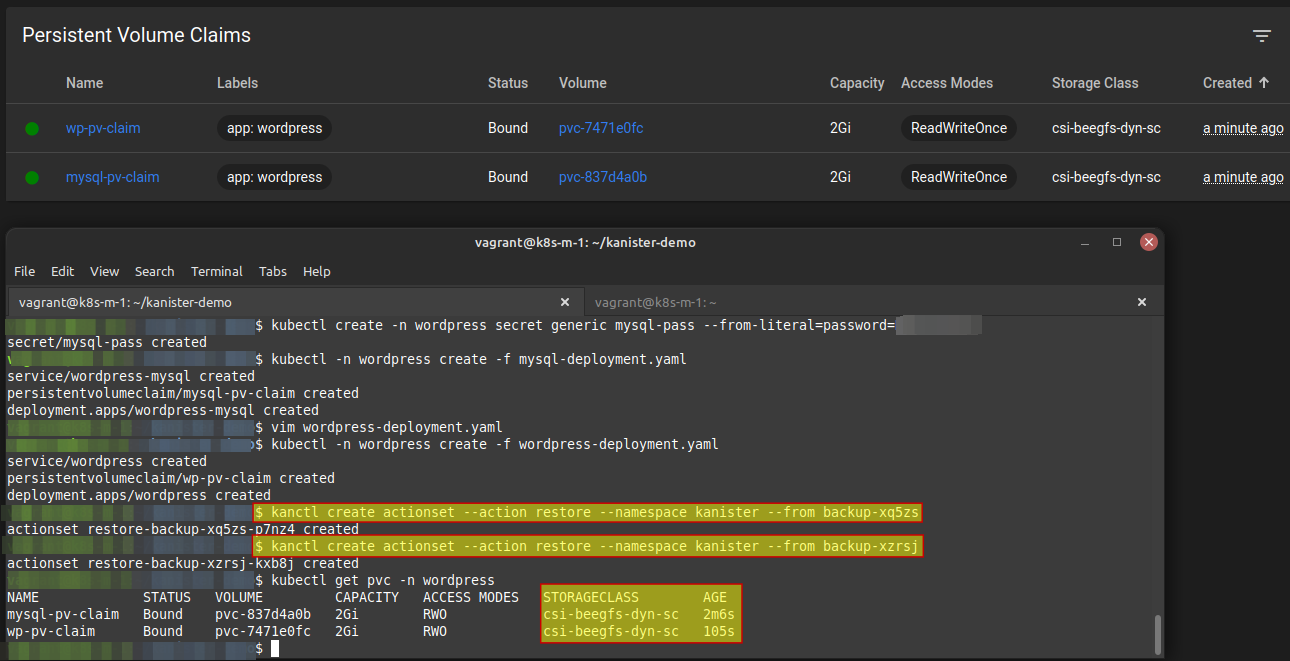 Persistent Volume Claims
Name Labels Status Volume Capacity Access Modes Storage Class Created ↑
wp-pv-claim app: wordpress Bound pvc-7471e0fc 2Gi ReadWriteOnce csi-beegfs-dyn-sc a minute ago
mysql-pv-claim app: wordpress Bound pvc-837d4a0b 2Gi ReadWriteOnce csi-beegfs-dyn-sc a minute ago
vagrant@k8s-m-1: ~/kanister-demo
File Edit View Search Terminal Tabs Help
vagrant@k8s-m-1: ~/kanister-demo vagrant@k8s-m-1: ~
$ kubectl create -n wordpress secret generic mysql-pass --from-literal=password=
secret/mysql-pass created
$ kubectl -n wordpress create -f mysql-deployment.yaml
service/wordpress-mysql created
persistentvolumeclaim/mysql-pv-claim created
deployment.apps/wordpress-mysql created
$ vim wordpress-deployment.yaml
$ kubectl -n wordpress create -f wordpress-deployment.yaml
service/wordpress created
persistentvolumeclaim/wp-pv-claim created
deployment.apps/wordpress created
$ kanctl create actionset --action restore --namespace kanister --from backup-xq5zs
actionset restore-backup-xq5zs-p7nz4 created
$ kanctl create actionset --action restore --namespace kanister --from backup-xzrsj
actionset restore-backup-xzrsj-kxb8j created
$ kubectl get pvc -n wordpress
NAME STATUS VOLUME CAPACITY ACCESS MODES STORAGECLASS AGE
mysql-pv-claim Bound pvc-837d4a0b 2Gi RWO csi-beegfs-dyn-sc 2m6s
wp-pv-claim Bound pvc-7471e0fc 2Gi RWO csi-beegfs-dyn-sc 105s
$